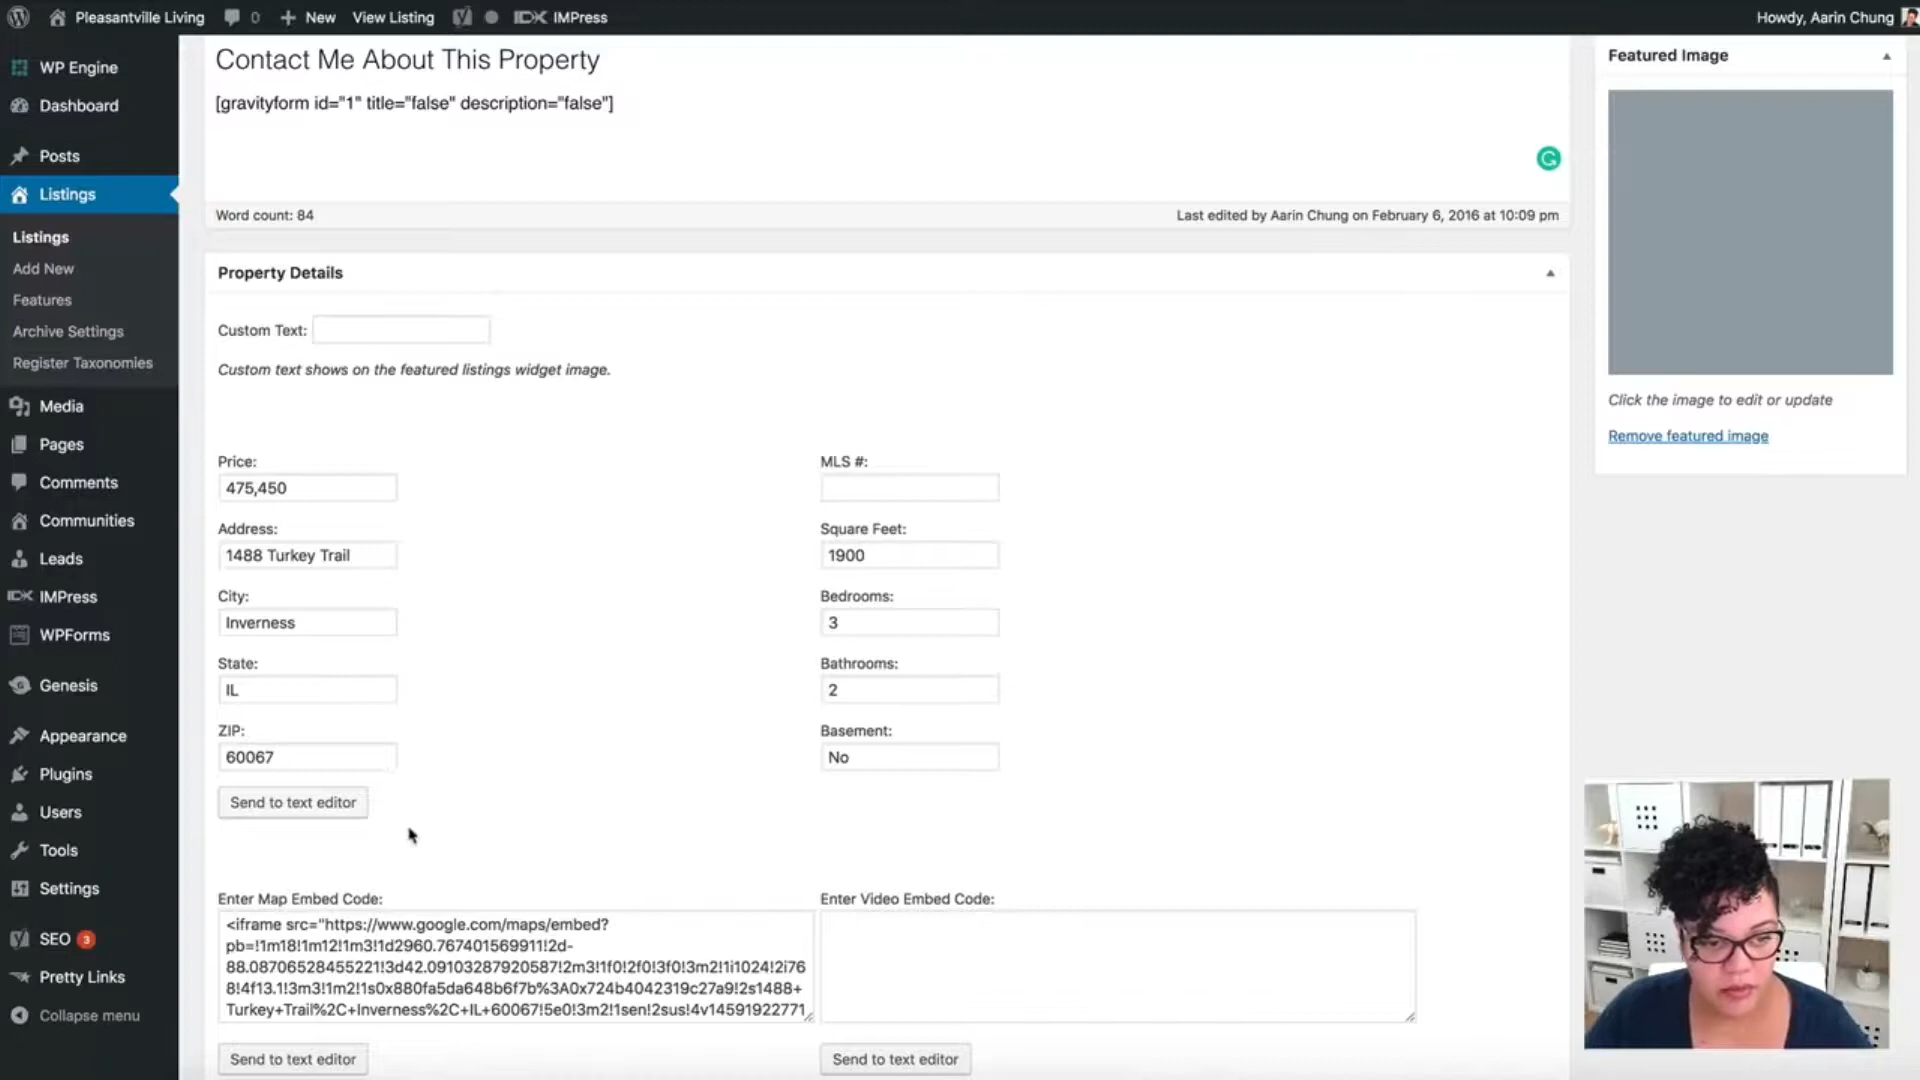 Pleasantville Living 0 New View Listing IDX IMPress Howdy, Aarin Chung
WP Engine
Dashboard
Posts
Listings
Listings
Add New
Features
Archive Settings
Register Taxonomies
Media
Pages
Comments
Communities
Leads
IDX IMPress
WPForms
Genesis
Appearance
Plugins
Users
Tools
Settings
SEO 3
Pretty Links
Collapse menu
Contact Me About This Property
[gravityform id="1" title="false" description="false"]
Word count: 84 Last edited by Aarin Chung on February 6, 2016 at 10:09 pm
Property Details
Custom Text:
Custom text shows on the featured listings widget image.
Price:
475,450
Address:
1488 Turkey Trail
City:
Inverness
State:
IL
ZIP:
60067
Send to text editor
MLS #:
Square Feet:
1900
Bedrooms:
3
Bathrooms:
2
Basement:
No
Enter Map Embed Code:
<iframe src="https://www.google.com/maps/embed?
pb=!1m18!1m12!1m3!1d2960.767401569911!2d-
88.08706528455221!3d42.09103287920587!2m3!1f0!2f0!3f0!3m2!1i1024!2i76
8!4f13.1!3m3!1m2!1s0x880fa5da648b6f7b%3A0x724b4042319c27a9!2s1488+
Turkey+Trail%2C+Inverness%2C+IL+60067!5e0!3m2!1sen!2sus!4v14591922771
Send to text editor
Enter Video Embed Code:
Send to text editor
Featured Image
Click the image to edit or update
Remove featured image